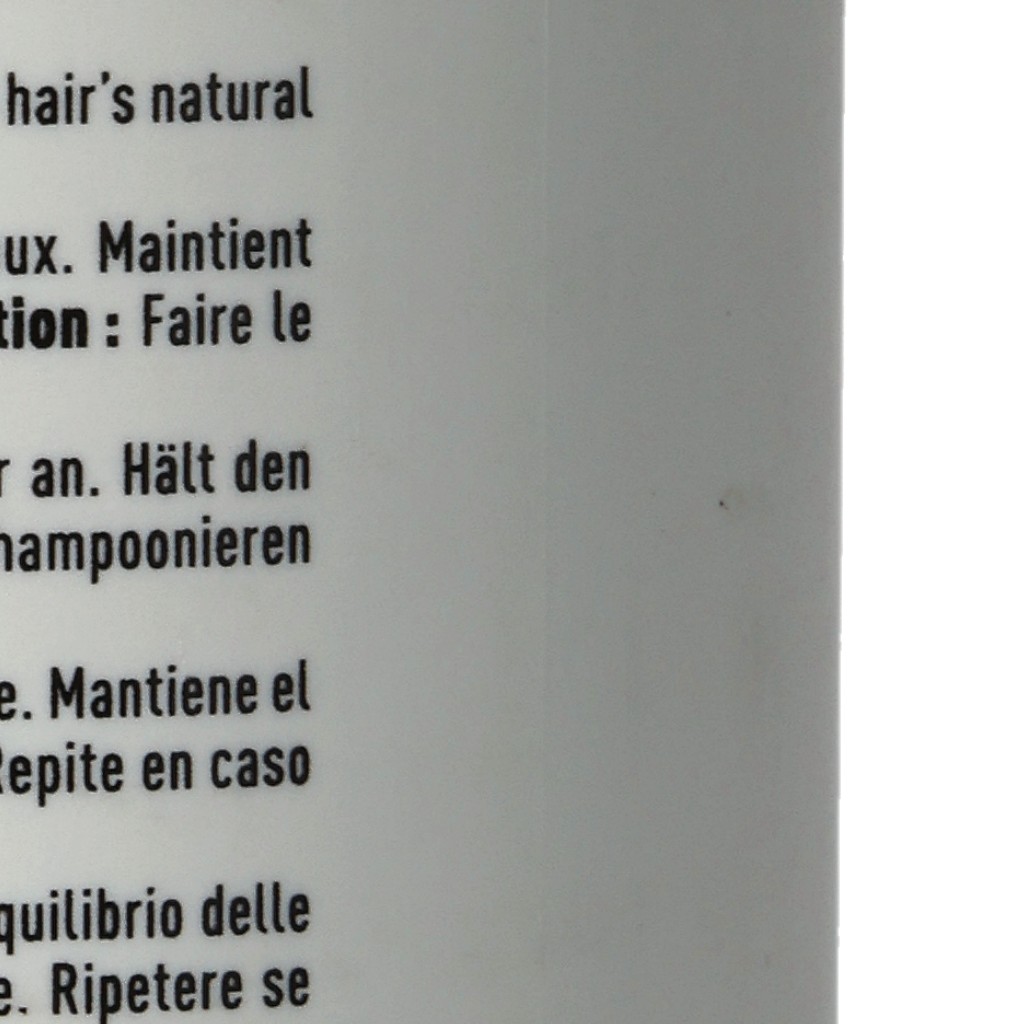 hair's natural
ux. Maintient
tion : Faire le
r an. Hält den
hampoonieren
e. Mantiene el
Repite en caso
quilibrio delle
e. Ripetere se